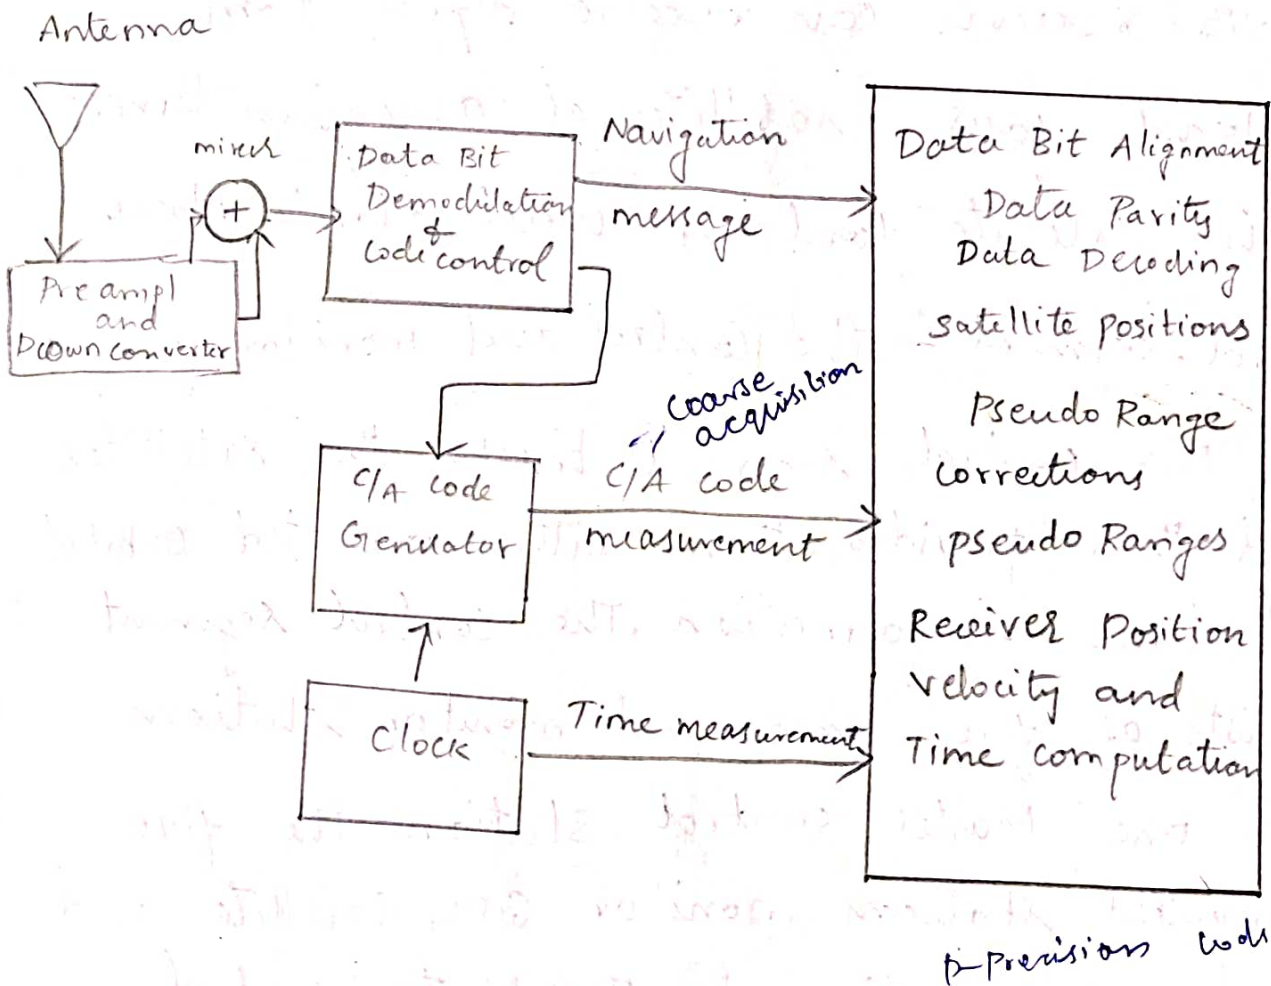 Antenna
mixer
+
Preampl
and
Down converter
Data Bit
Demodulation
&
Code control
Navigation
message
C/A code
Generator
Coarse
acquisition
C/A code
measurement
Clock
Time measurement
Data Bit Alignment
Data Parity
Data Decoding
satellite positions
Pseudo Range
corrections
pseudo Ranges
Receiver Position
velocity and
Time computation
P-Precision code